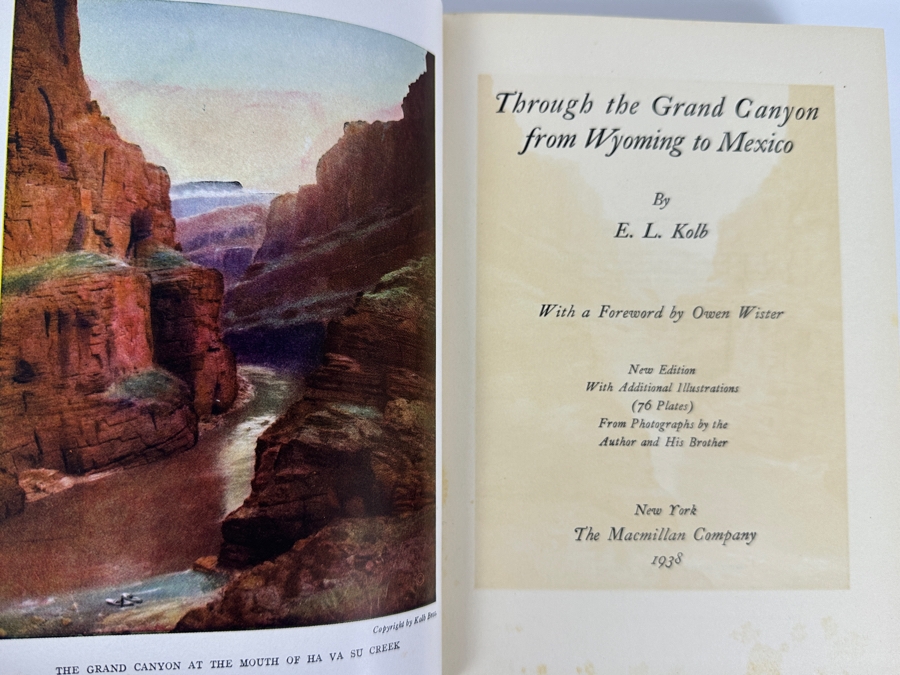 Copyright by Kolb
THE GRAND CANYON AT THE MOUTH OF HA VA SU CREEK
Through the Grand Canyon
from Wyoming to Mexico
By
E. L. Kolb
With a Foreword by Owen Wister
New Edition
With Additional Illustrations
(76 Plates)
From Photographs by the
Author and His Brother
New York
The Macmillan Company
1938